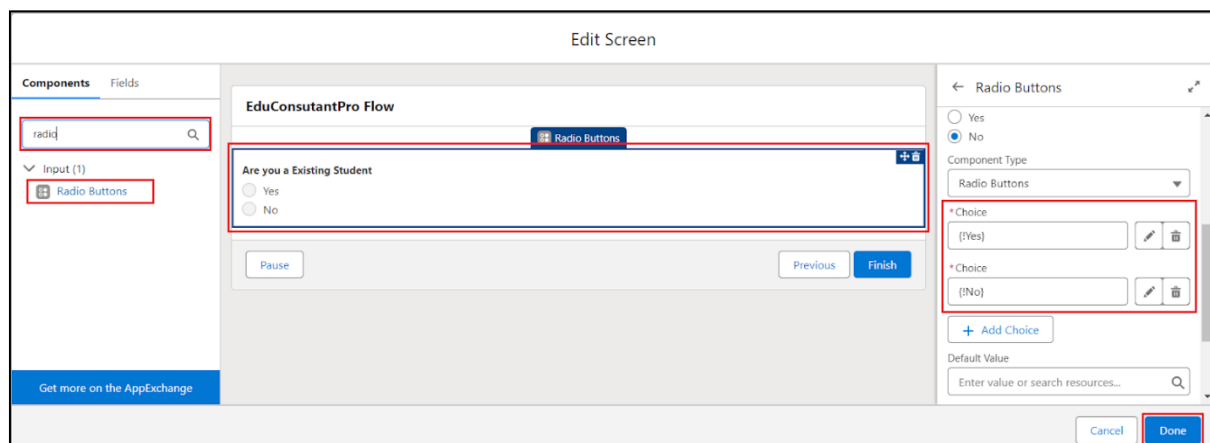 Edit Screen
Components Fields
radio
Input (1)
Radio Buttons
Get more on the AppExchange
EduConsutantPro Flow
Radio Buttons
Are you a Existing Student
Yes
No
Pause
Previous
Finish
Radio Buttons
Yes
No
Component Type
Radio Buttons
*Choice
{!Yes}
*Choice
{!No}
+ Add Choice
Default Value
Enter value or search resources...
Cancel
Done